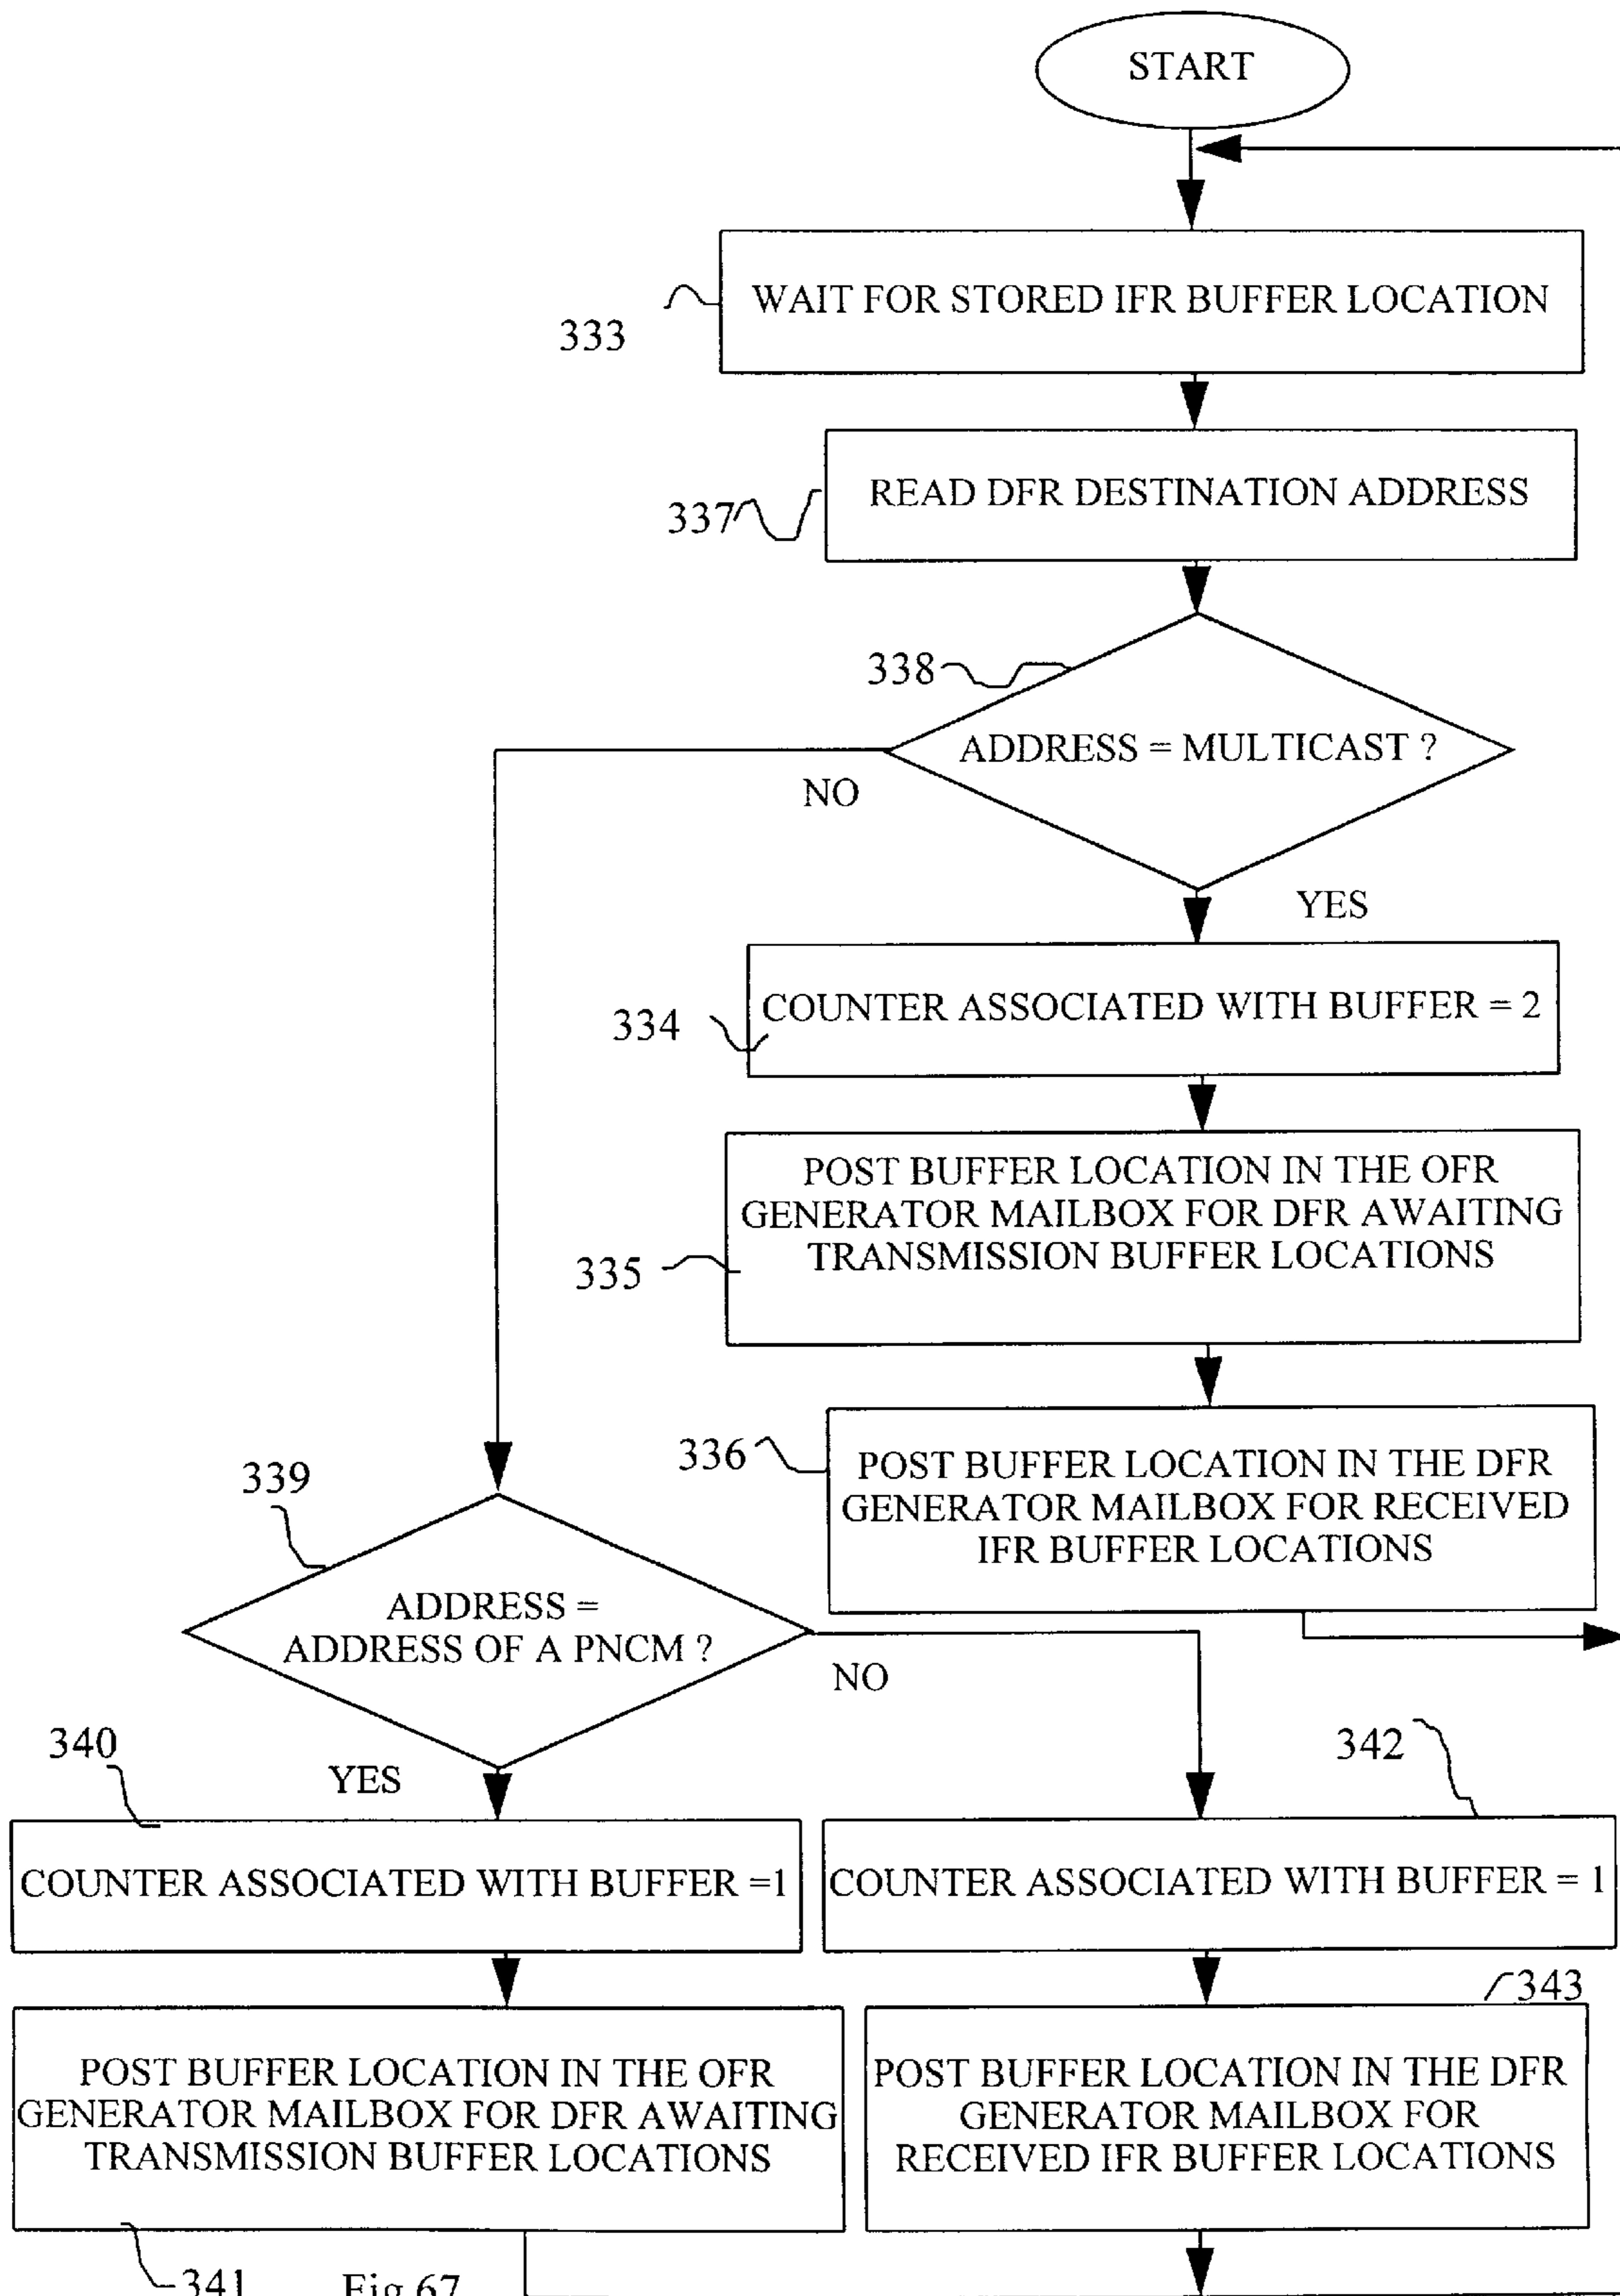 START
WAIT FOR STORED IFR BUFFER LOCATION
333
READ DFR DESTINATION ADDRESS
337
338
ADDRESS = MULTICAST ?
NO
YES
COUNTER ASSOCIATED WITH BUFFER = 2
334
POST BUFFER LOCATION IN THE OFR
GENERATOR MAILBOX FOR DFR AWAITING
TRANSMISSION BUFFER LOCATIONS
335
336
POST BUFFER LOCATION IN THE DFR
GENERATOR MAILBOX FOR RECEIVED
IFR BUFFER LOCATIONS
339
ADDRESS =
ADDRESS OF A PNCM ?
NO
340
YES
342
COUNTER ASSOCIATED WITH BUFFER =1
COUNTER ASSOCIATED WITH BUFFER = 1
343
POST BUFFER LOCATION IN THE OFR
GENERATOR MAILBOX FOR DFR AWAITING
TRANSMISSION BUFFER LOCATIONS
POST BUFFER LOCATION IN THE DFR
GENERATOR MAILBOX FOR
RECEIVED IFR BUFFER LOCATIONS
341
Fig 67